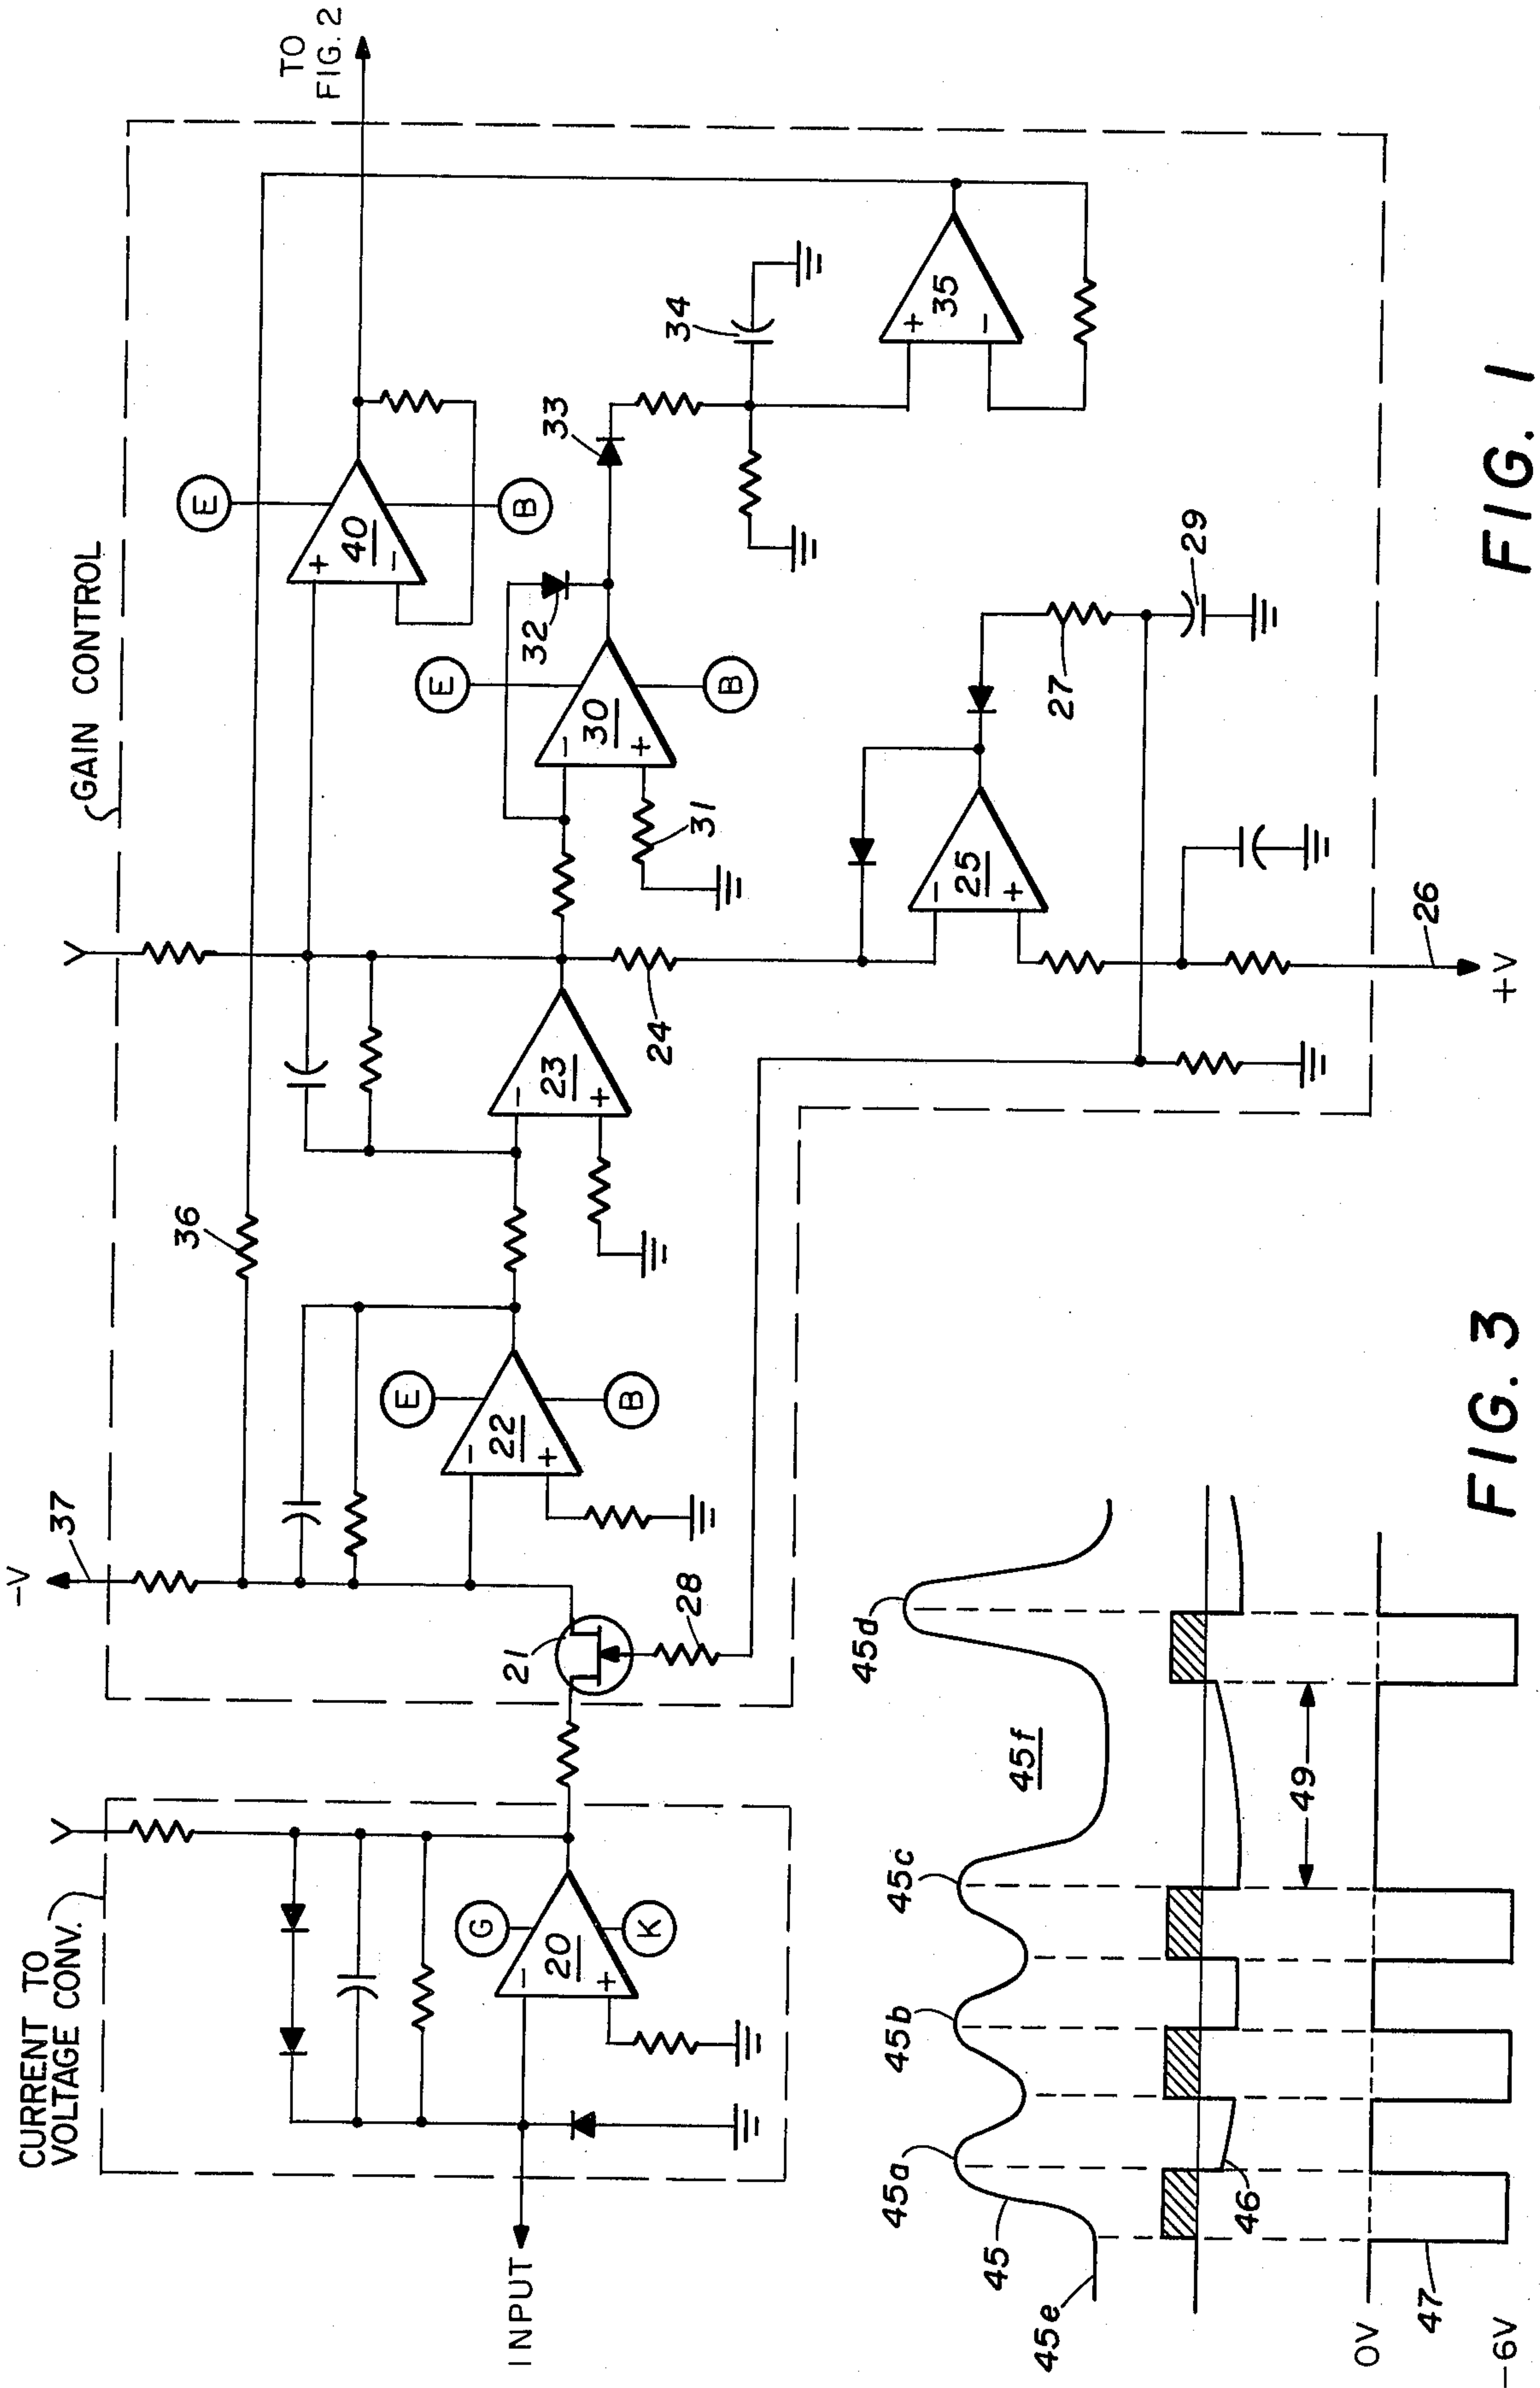 CURRENT TO
VOLTAGE CONV.
-V
37
GAIN CONTROL
TO
FIG. 2
36
E
40
+
-
B
G
20
-
+
K
INPUT
21
28
E
22
-
+
B
23
-
+
24
E
30
-
+
B
31
32
33
34
35
+
-
25
-
+
26
+V
27
29
FIG. 1
45
45a
45b
45c
45d
45e
45f
46
49
47
0V
-6V
FIG. 3